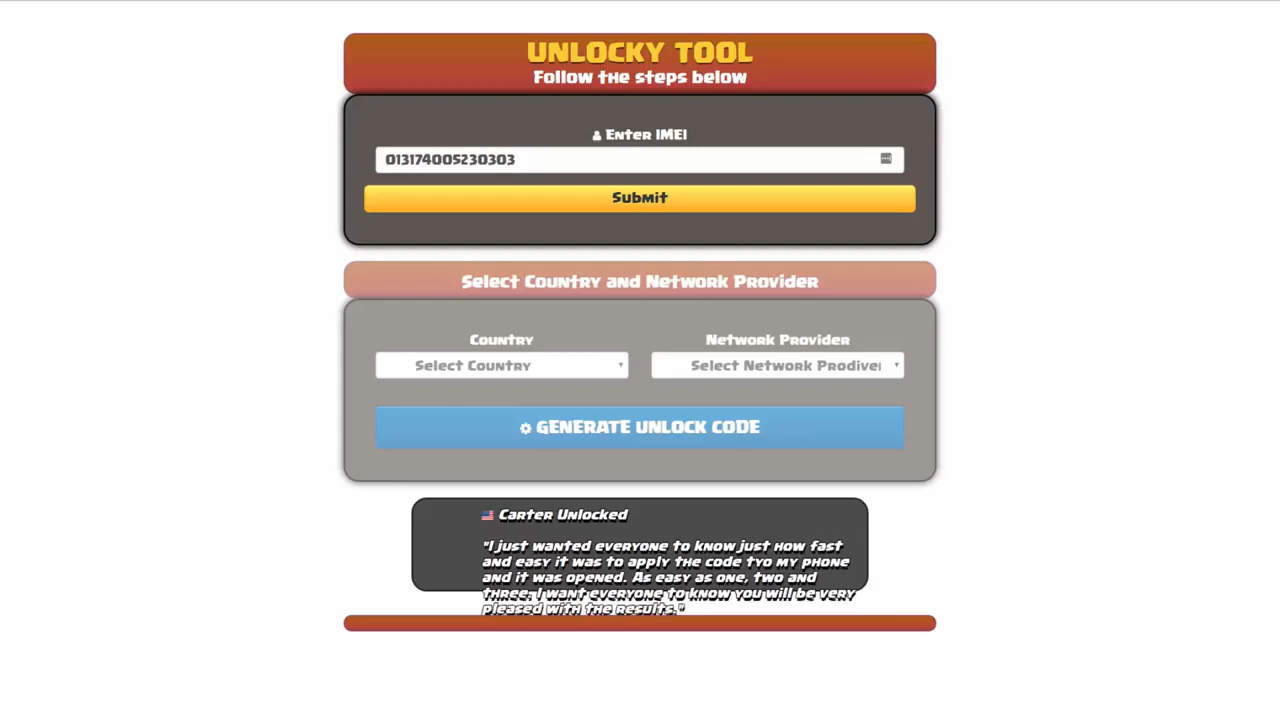 UNLOCKY TOOL
Follow the steps below
Enter IMEI
013174005230303
Submit
Select Country and Network Provider
Country
Network Provider
Select Country
Select Network Prodiver
GENERATE UNLOCK CODE
Carter Unlocked
"I just wanted everyone to know just how fast
and easy it was to apply the code tyo my phone
and it was opened. As easy as one, two and
three. I want everyone to know you will be very
pleased with the results."